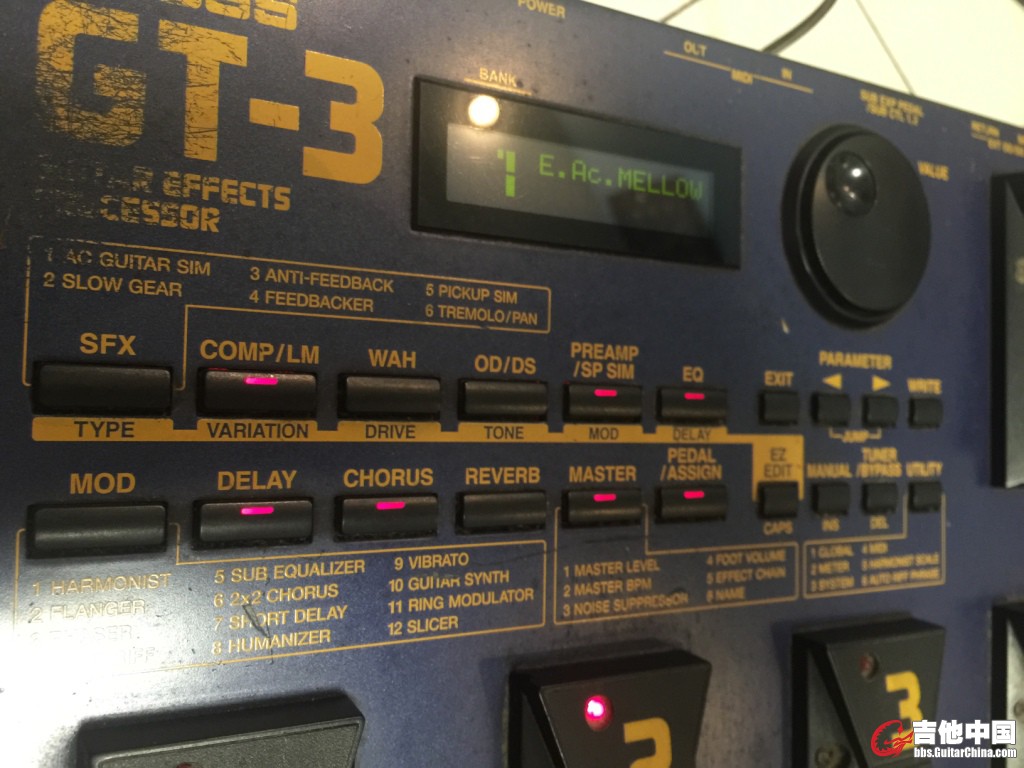 GT-3
EFFECTS
POWER
OUT
MIDI
IN
BANK
E.Ac.MELLOW
VALUE
1 AC GUITAR SIM
2 SLOW GEAR
3 ANTI-FEEDBACK
4 FEEDBACKER
5 PICKUP SIM
6 TREMOLO/PAN
SFX
COMP/LM
WAH
OD/DS
PREAMP
/SP SIM
EQ
EXIT
PARAMETER
WRITE
JUMP
TYPE
VARIATION
DRIVE
TONE
MOD
DELAY
EZ
EDIT
MOD
DELAY
CHORUS
REVERB
MASTER
PEDAL
/ASSIGN
MANUAL
TUNER
/BYPASS
UTILITY
CAPS
INS
DEL
1 HARMONIST
2 FLANGER
5 SUB EQUALIZER
6 2x2 CHORUS
7 SHORT DELAY
8 HUMANIZER
9 VIBRATO
10 GUITAR SYNTH
11 RING MODULATOR
12 SLICER
1 MASTER LEVEL
2 MASTER BPM
3 NOISE SUPPRESSOR
4 FOOT VOLUME
5 EFFECT CHAIN
6 NAME
1 GLOBAL
2 METER
3 SYSTEM
4 MIDI
5 HARMONIST SCALE
6 AUTO RIFF PHRASE
2
3
吉他中国
bbs.GuitarChina.com